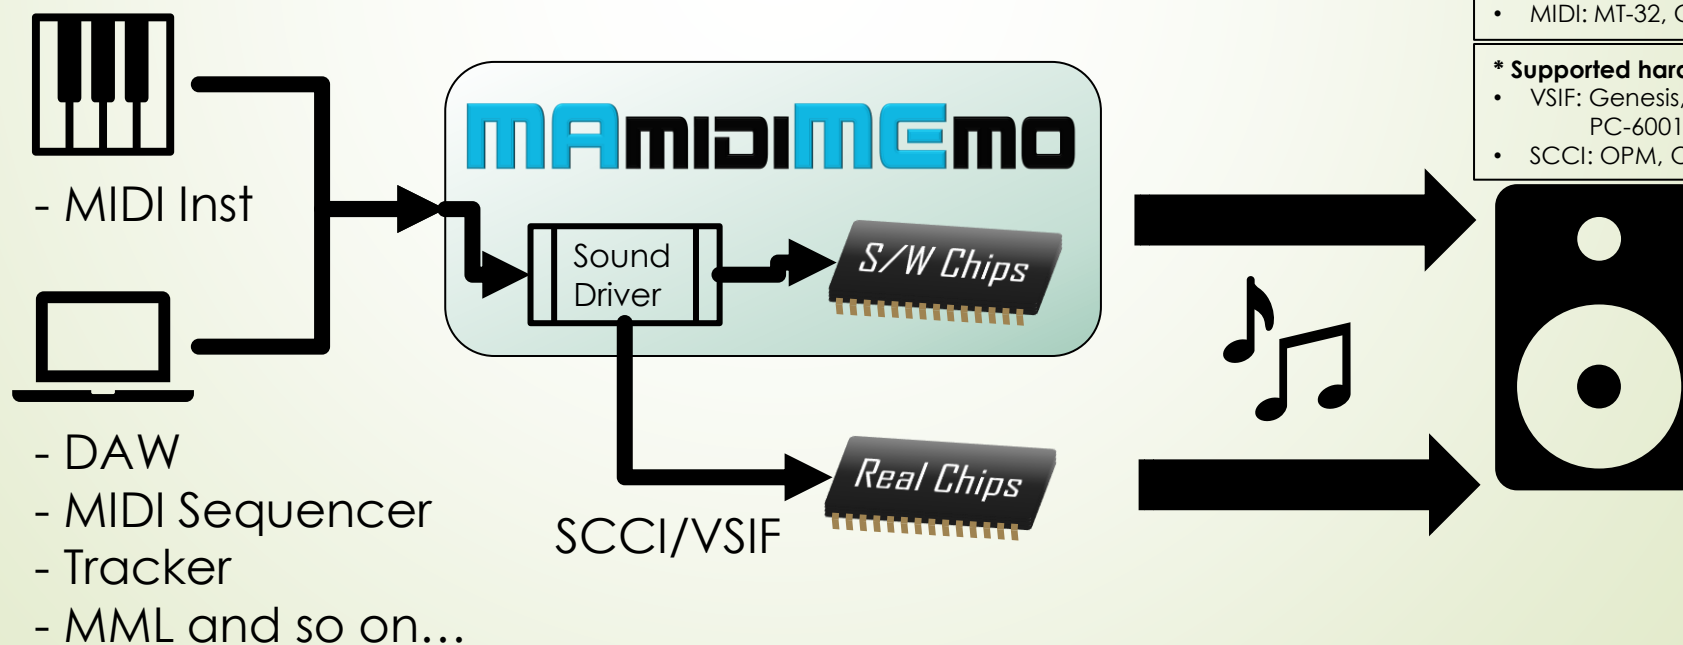 - MIDI Inst
- DAW
- MIDI Sequencer
- Tracker
- MML and so on...
MAMIDIMEMO
Sound
Driver
S/W Chips
Real Chips
SCCI/VSIF
• MIDI: MT-32,
* Supported
• VSIF: Genesis,
PC-6001
• SCCI: OPM,